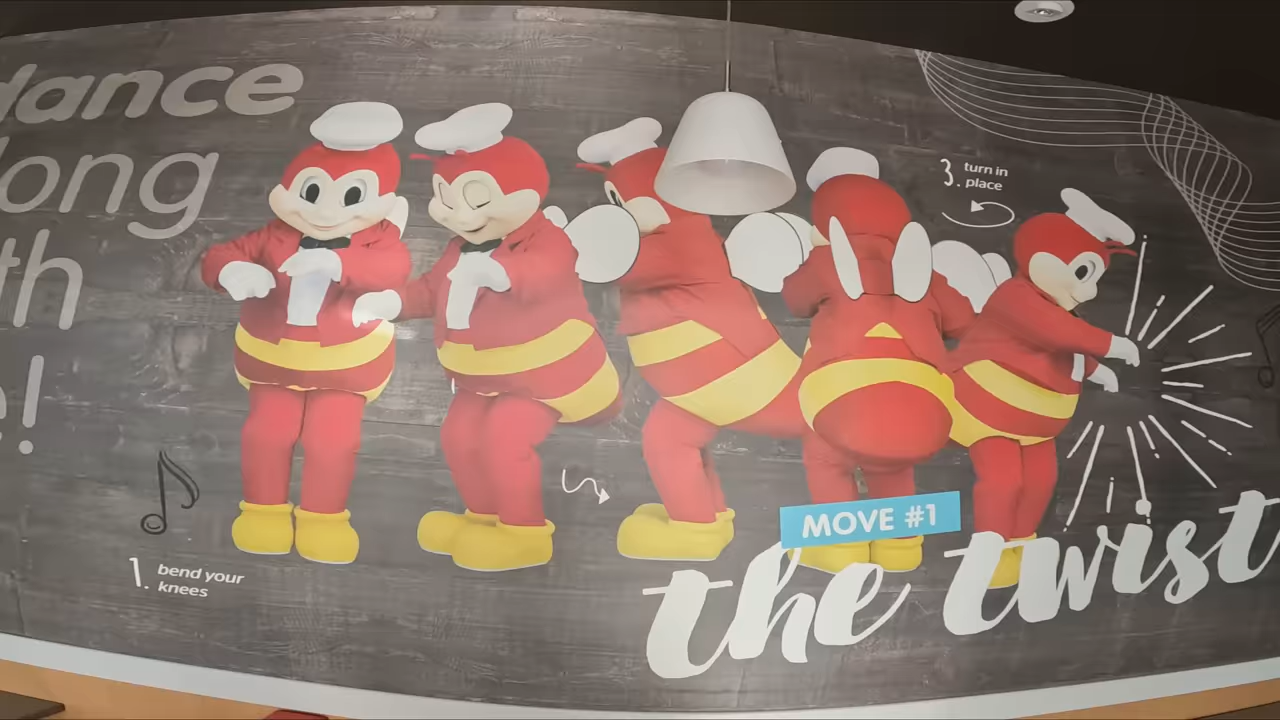 dance
long
th
e!
1. bend your
knees
3. turn in
place
MOVE #1
the twist